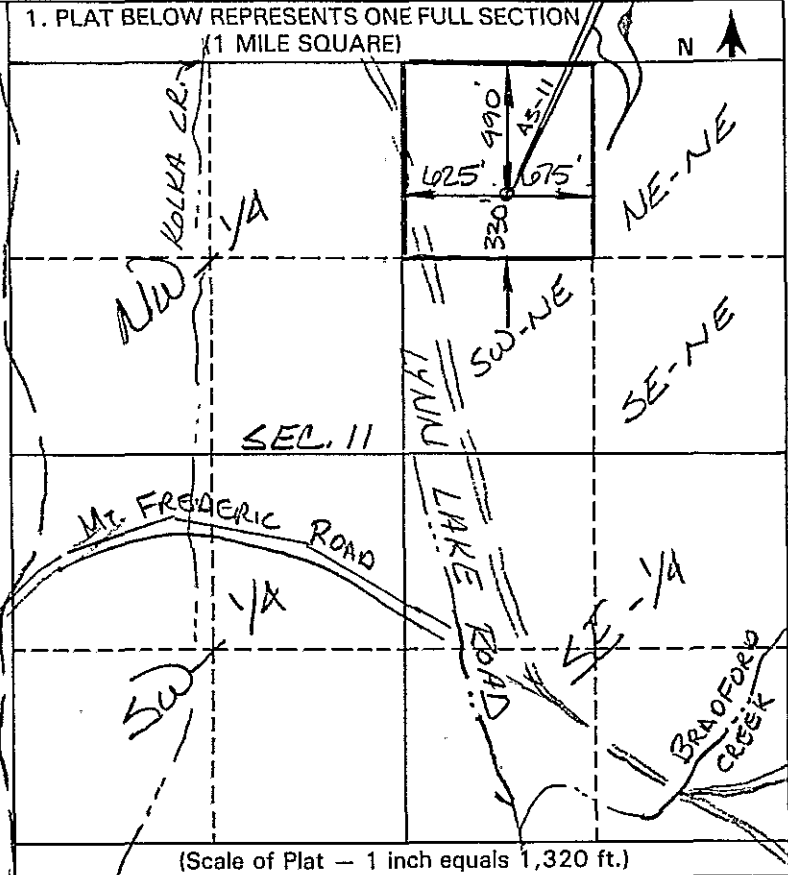 1. PLAT BELOW REPRESENTS ONE FULL SECTION
(1 MILE SQUARE)
N
KOLKA CR.
990'
A3-11
625'
675'
330'
NE-NE
NW 1/4
SW-NE
SE-NE
SEC. 11
LYNN LAKE ROAD
MT. FREDERIC ROAD
SW 1/4
SE-1/4
BRADFORD
CREEK
(Scale of Plat — 1 inch equals 1,320 ft.)